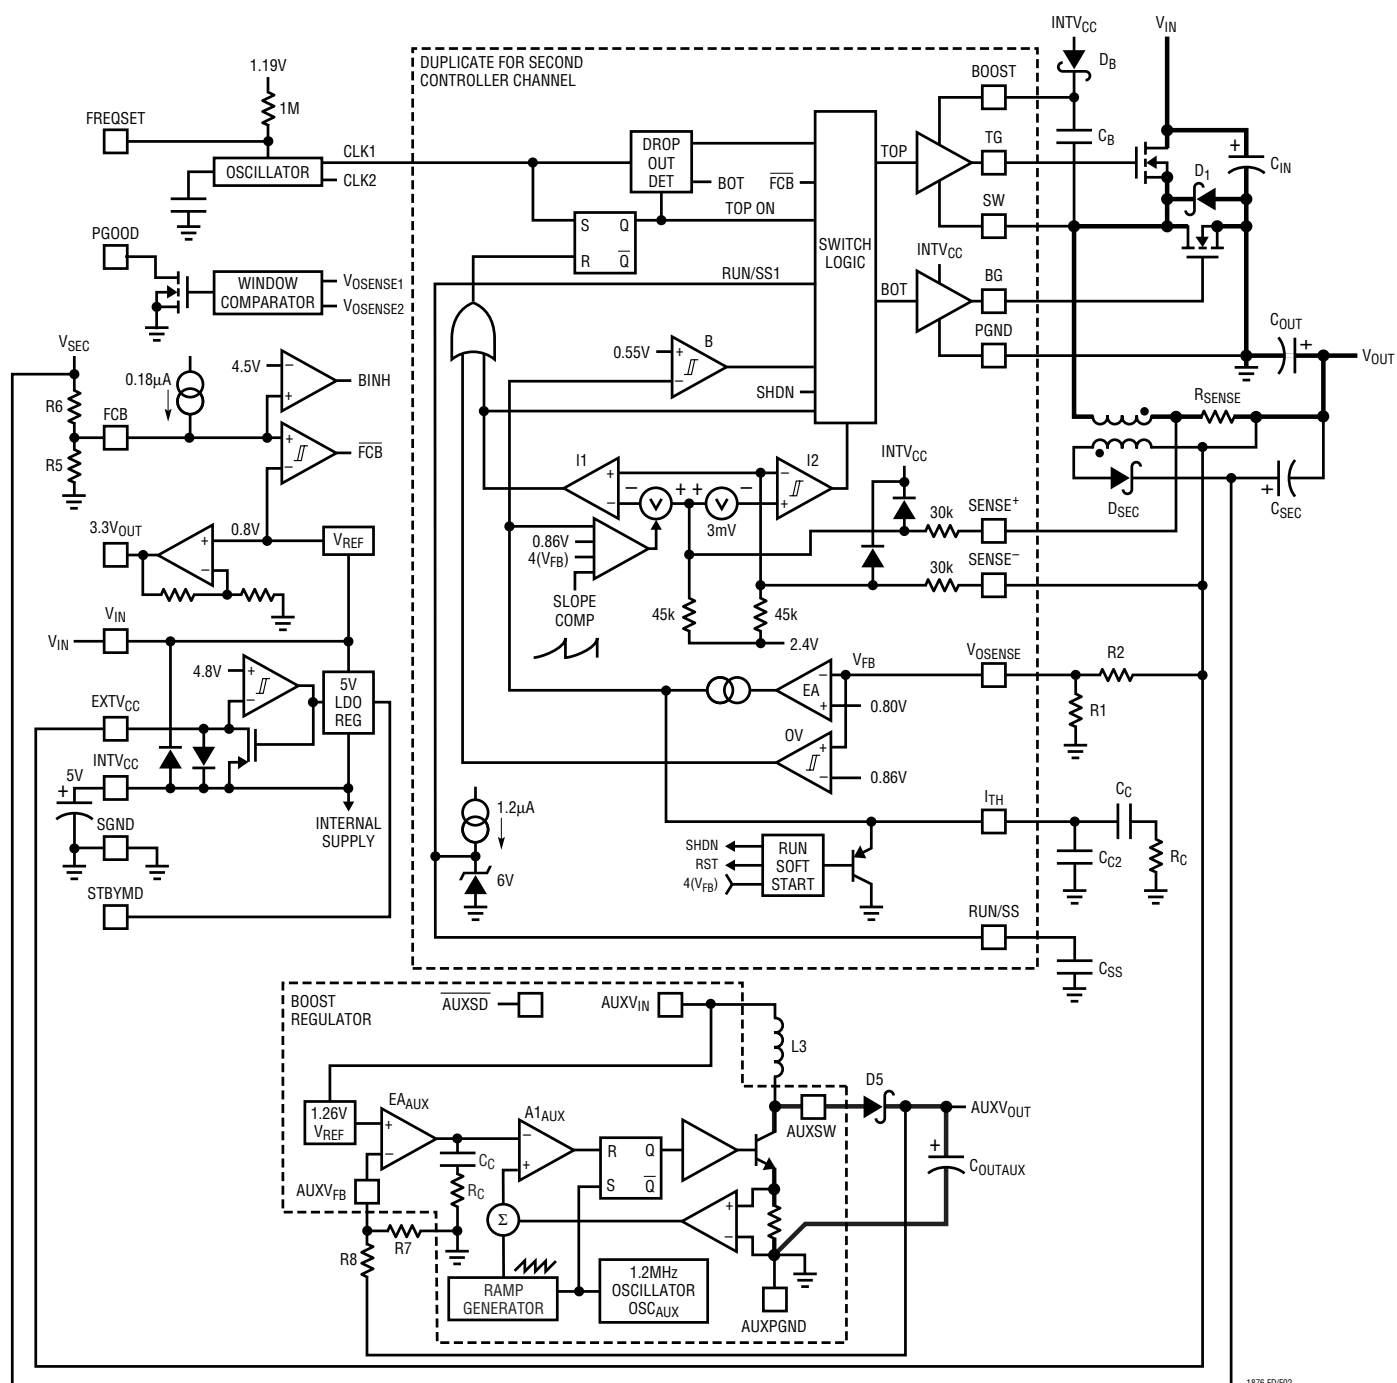 INTVCC
VIN
DUPLICATE FOR SECOND
CONTROLLER CHANNEL
1.19V
1M
FREQSET
OSCILLATOR
CLK1
CLK2
DROP
OUT
DET
BOT
FCB
TOP ON
TOP
BOOST
TG
SW
DB
CB
D1
CIN
PGOOD
WINDOW
COMPARATOR
VOSENSE1
VOSENSE2
S
Q
R
Q
RUN/SS1
SWITCH
LOGIC
BOT
INTVCC
BG
PGND
COUT
+
VOUT
VSEC
R6
R5
0.18µA
FCB
4.5V
BINH
FCB
0.55V
B
SHDN
RSENSE
DSEC
CSEC
3.3VOUT
0.8V
VREF
I1
I2
3mV
0.86V
4(VFB)
SLOPE
COMP
45k
45k
2.4V
INTVCC
30k
SENSE+
30k
SENSE–
VIN
VIN
4.8V
5V
LDO
REG
EXTVCC
INTVCC
5V
+
SGND
STBYMD
INTERNAL
SUPPLY
VFB
EA
0.80V
OV
0.86V
VOSENSE
R2
R1
1.2µA
6V
SHDN
RST
4(VFB)
RUN
SOFT
START
ITH
CC
CC2
RC
RUN/SS
CSS
BOOST
REGULATOR
AUXSD
AUXVIN
L3
D5
AUXVOUT
AUXSW
COUTAUX
1.26V
VREF
EAAUX
A1AUX
CC
RC
R
Q
S
Q
Σ
AUXVFB
R7
R8
RAMP
GENERATOR
1.2MHz
OSCILLATOR
OSCAUX
AUXPGND